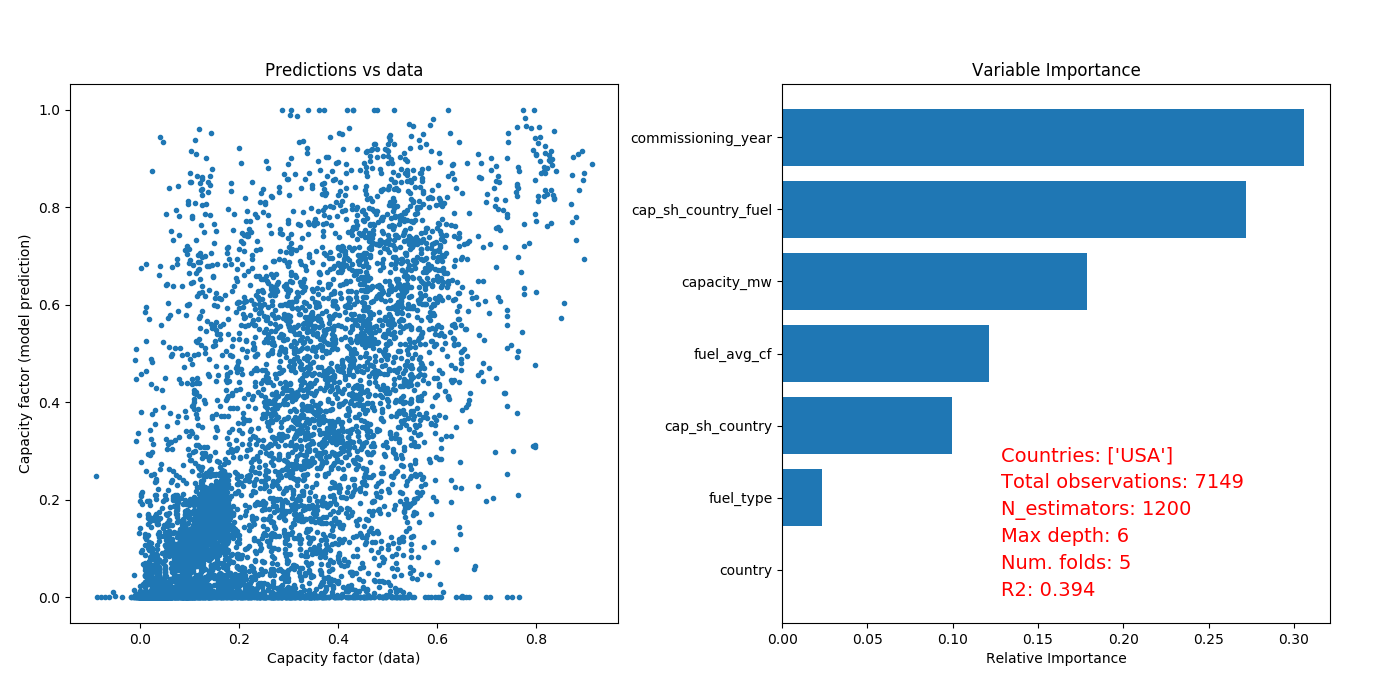 Predictions vs data
1.0
0.8
0.6
0.4
0.2
0.0
Capacity factor (model prediction)
0.0 0.2 0.4 0.6 0.8
Capacity factor (data)
Variable Importance
commissioning_year
cap_sh_country_fuel
capacity_mw
fuel_avg_cf
cap_sh_country
fuel_type
country
Countries: ['USA']
Total observations: 7149
N_estimators: 1200
Max depth: 6
Num. folds: 5
R2: 0.394
0.00 0.05 0.10 0.15 0.20 0.25 0.30
Relative Importance